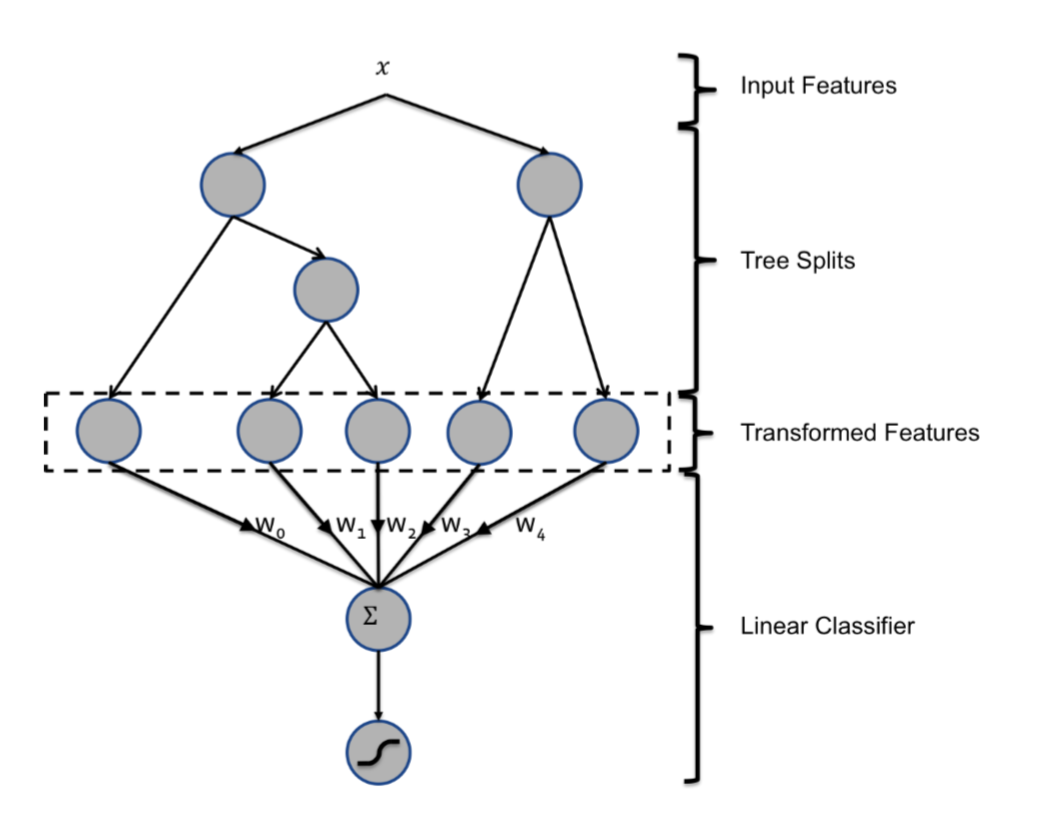 x
Input Features
Tree Splits
Transformed Features
W₀ W₁ W₂ W₃ W₄
Σ
Linear Classifier